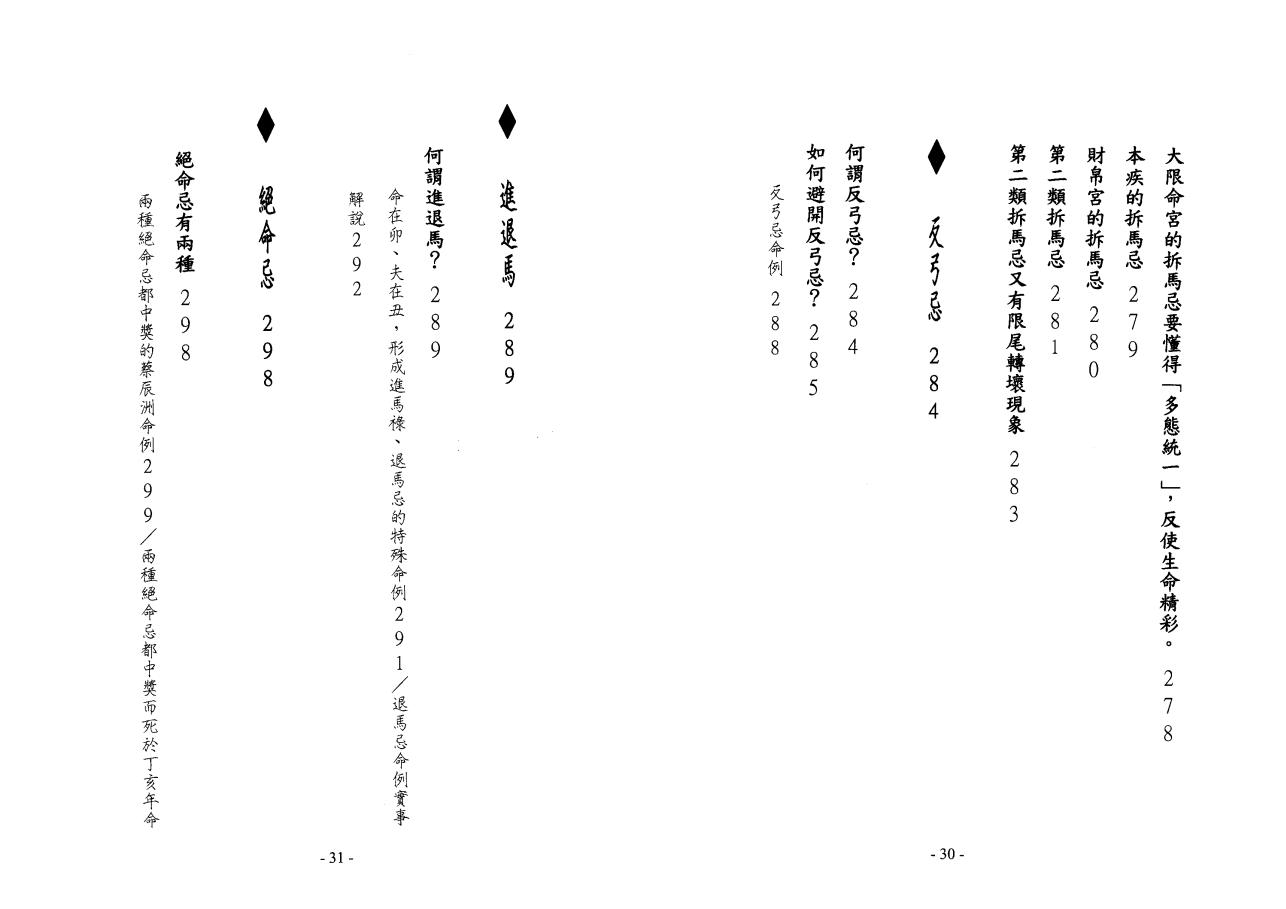 大限命宮的拆馬忌要懂得「多態統一」，反使生命精彩。278
本疾的拆馬忌 279
財帛宮的拆馬忌 280
第二類拆馬忌 281
第二類拆馬忌又有限尾轉壞現象 283
◆ 反弓忌 284
何謂反弓忌？284
如何避開反弓忌？285
反弓忌命例 288
- 30 -
◆ 進退馬 289
何謂進退馬？289
命在卯、夫在丑，形成進馬祿、退馬忌的特殊命例291／退馬忌命例實事
解說292
◆ 絕命忌 298
絕命忌有兩種 298
兩種絕命忌都中獎的蔡辰洲命例299／兩種絕命忌都中獎而死於丁亥年命
- 31 -